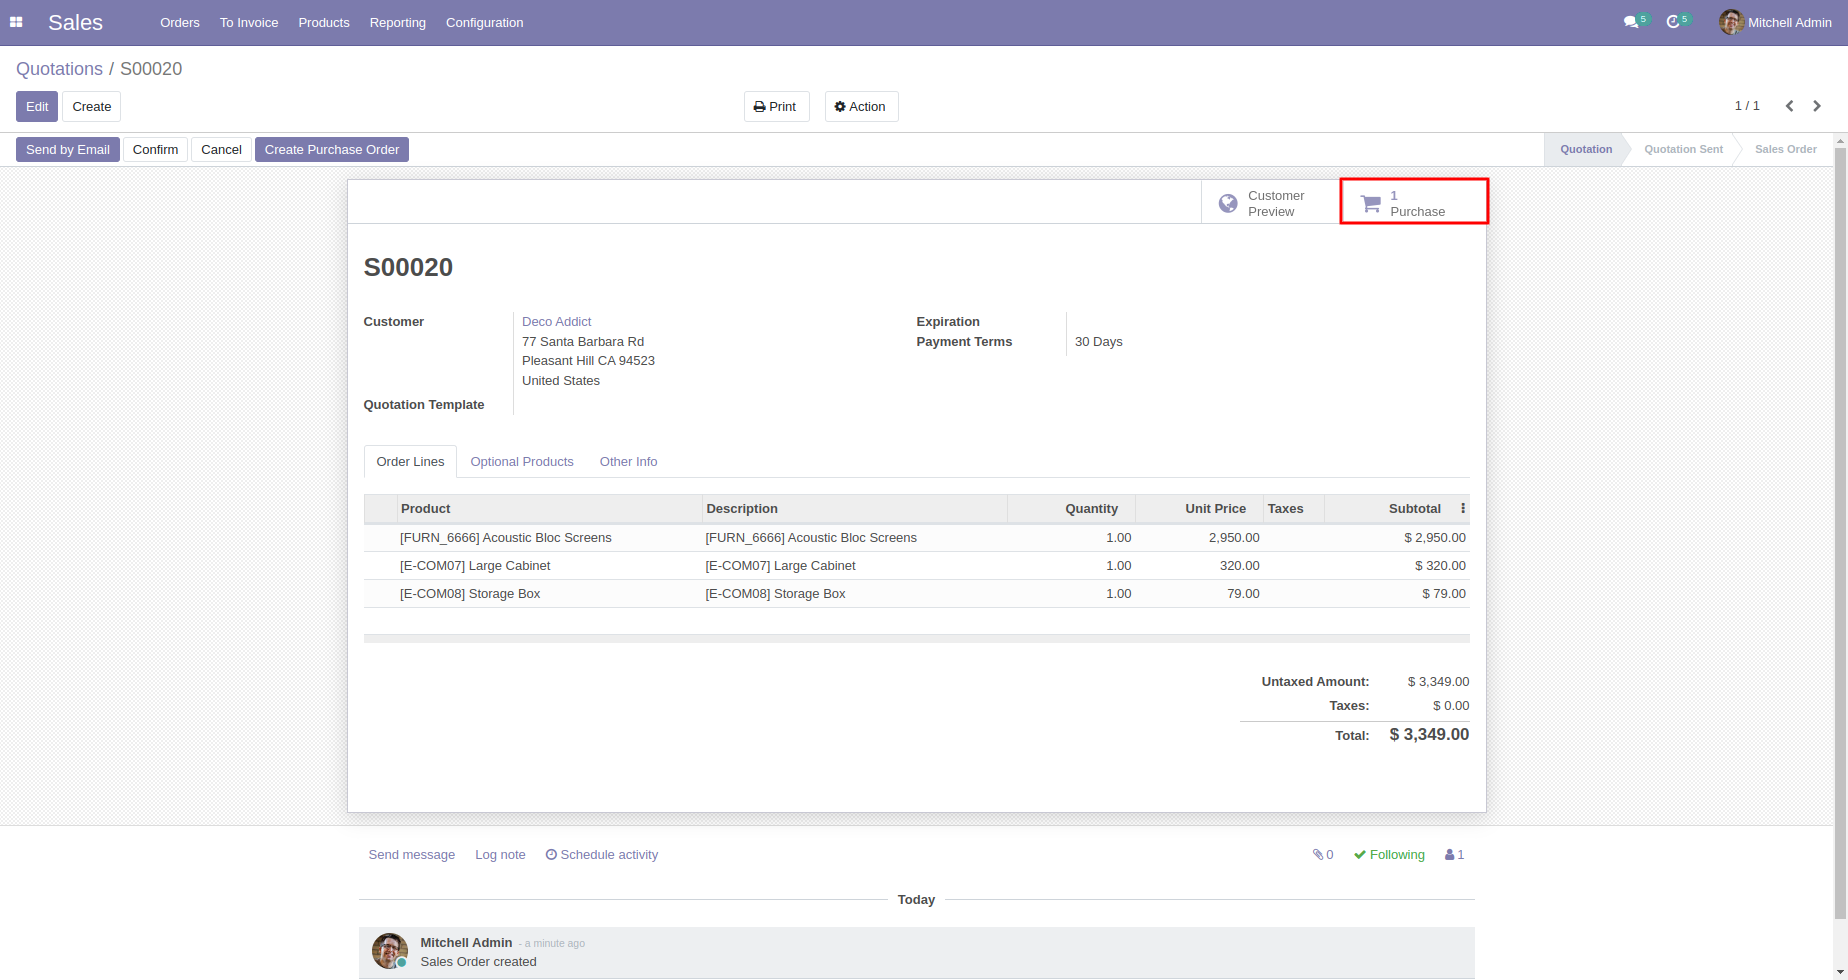 Sales Orders To Invoice Products Reporting Configuration 5 5 Mitchell Admin
Quotations / S00020
Edit Create Print Action 1 / 1
Send by Email Confirm Cancel Create Purchase Order Quotation Quotation Sent Sales Order
Customer
Preview
1
Purchase
S00020
Customer Deco Addict Expiration
77 Santa Barbara Rd Payment Terms 30 Days
Pleasant Hill CA 94523
United States
Quotation Template
Order Lines Optional Products Other Info
Product Description Quantity Unit Price Taxes Subtotal
[FURN_6666] Acoustic Bloc Screens [FURN_6666] Acoustic Bloc Screens 1.00 2,950.00 $ 2,950.00
[E-COM07] Large Cabinet [E-COM07] Large Cabinet 1.00 320.00 $ 320.00
[E-COM08] Storage Box [E-COM08] Storage Box 1.00 79.00 $ 79.00
Untaxed Amount: $ 3,349.00
Taxes: $ 0.00
Total: $ 3,349.00
Send message Log note Schedule activity 0 Following 1
Today
Mitchell Admin - a minute ago
Sales Order created